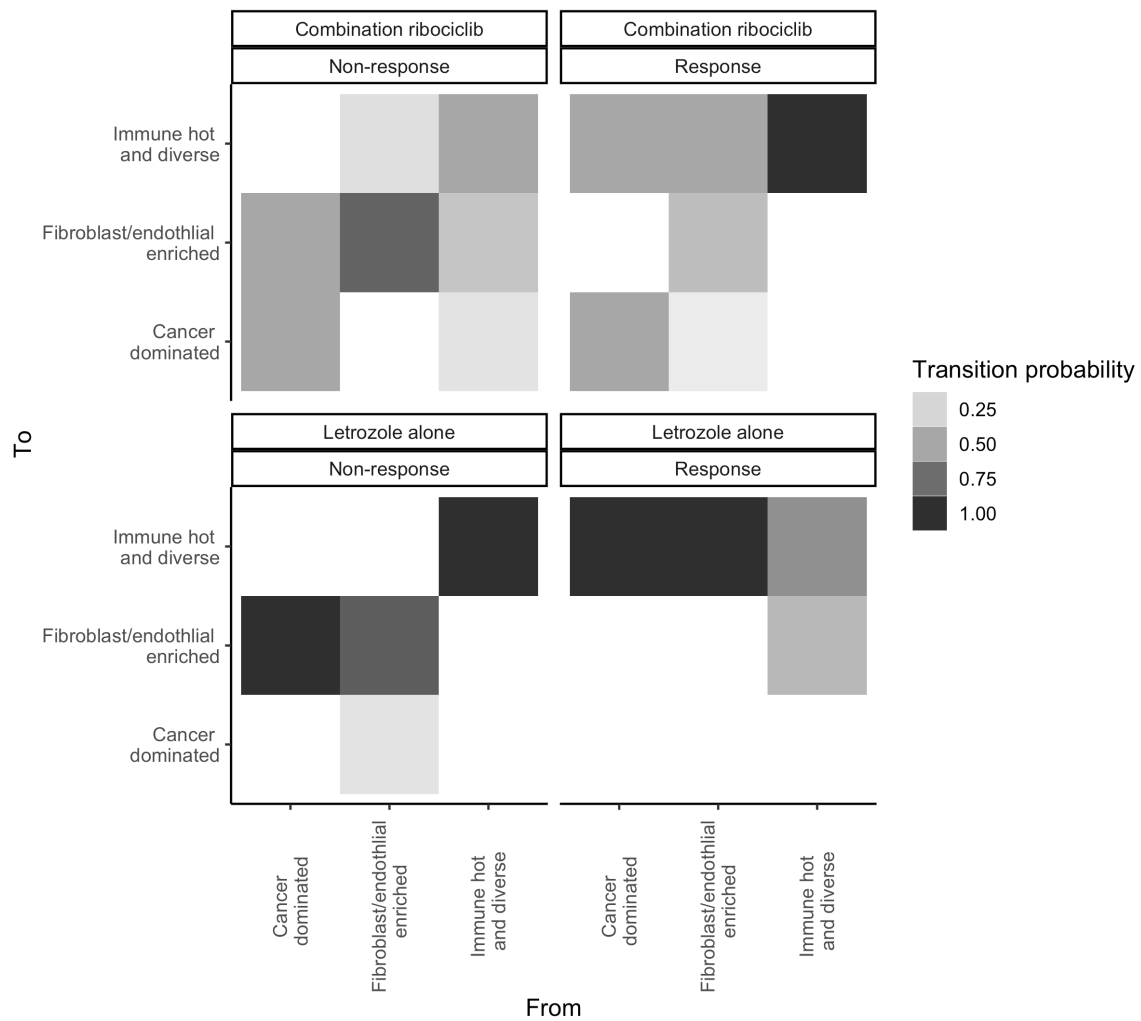 Combination ribociclib
Combination ribociclib
Non-response
Response
Immune hot
and diverse
Fibroblast/endothlial
enriched
Cancer
dominated
Transition probability
0.25
0.50
0.75
1.00
To
Letrozole alone
Letrozole alone
Non-response
Response
Immune hot
and diverse
Fibroblast/endothlial
enriched
Cancer
dominated
Cancer
dominated
Fibroblast/endothlial
enriched
Immune hot
and diverse
Cancer
dominated
Fibroblast/endothlial
enriched
Immune hot
and diverse
From